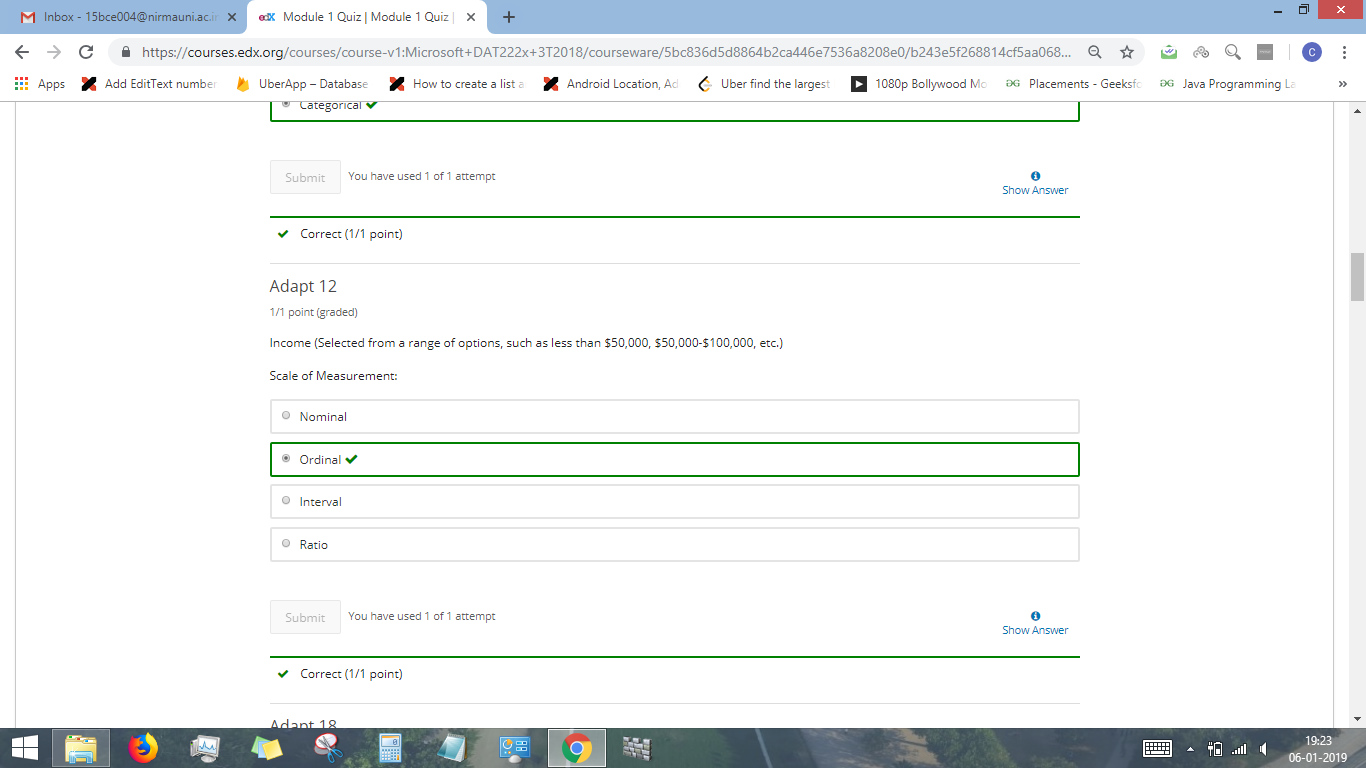 Inbox - 15bce004@nirmauni.ac.i
Module 1 Quiz | Module 1 Quiz |
https://courses.edx.org/courses/course-v1:Microsoft+DAT222x+3T2018/courseware/5bc836d5d8864b2ca446e7536a8208e0/b243e5f268814cf5aa068...
C
Apps
Add EditText number
UberApp – Database
How to create a list a
Android Location, Ad
Uber find the largest
1080p Bollywood Mo
Placements - Geeksfo
Java Programming La
»
Categorical
Submit
You have used 1 of 1 attempt
Show Answer
Correct (1/1 point)
Adapt 12
1/1 point (graded)
Income (Selected from a range of options, such as less than $50,000, $50,000-$100,000, etc.)
Scale of Measurement:
Nominal
Ordinal
Interval
Ratio
Submit
You have used 1 of 1 attempt
Show Answer
Correct (1/1 point)
Adapt 18
19:23
06-01-2019